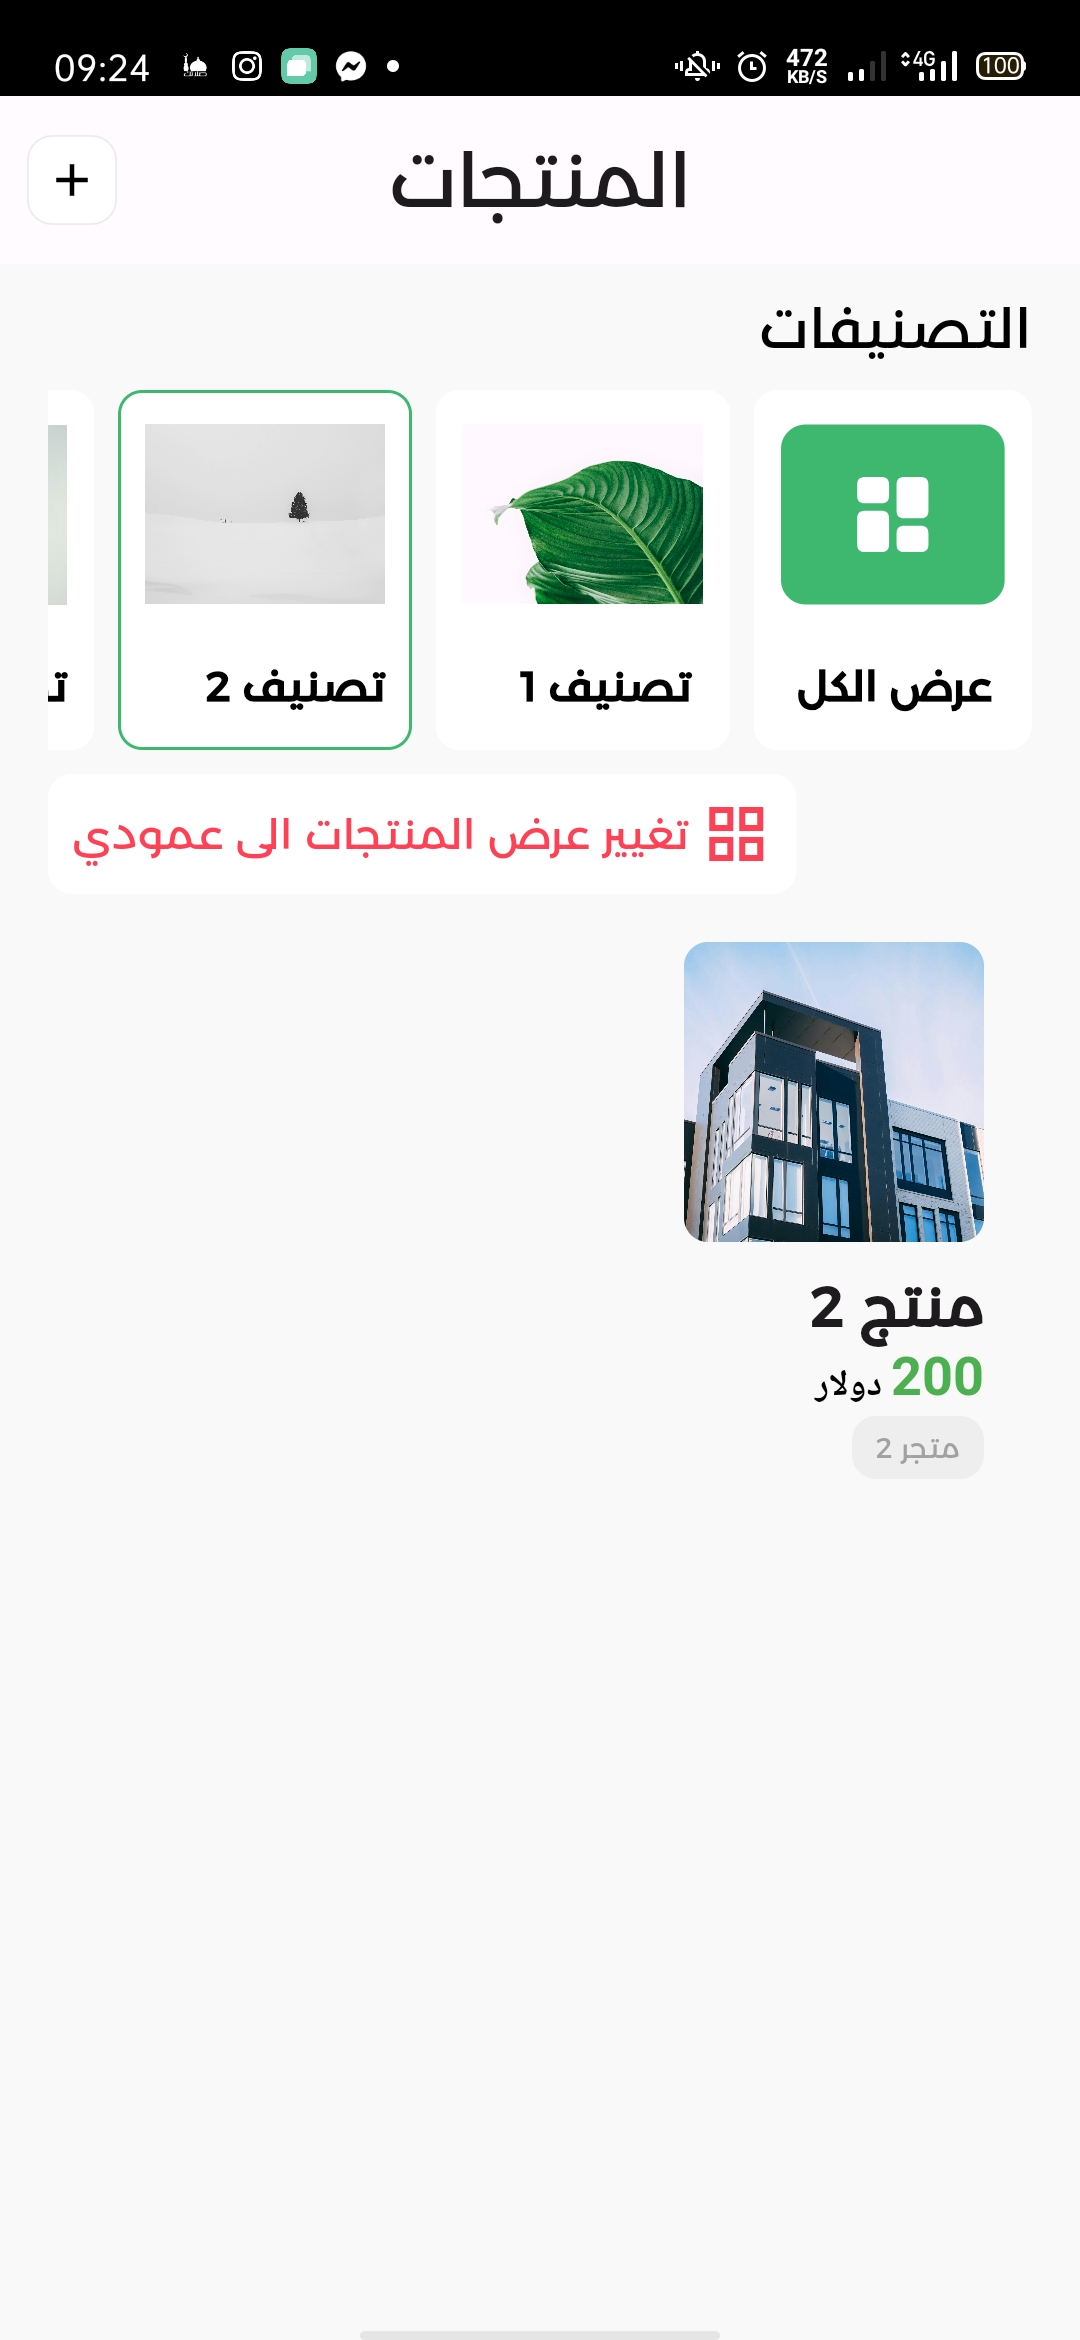 09:24
472
KB/S
4G
100
المنتجات
التصنيفات
عرض الكل
تصنيف 1
تصنيف 2
تغيير عرض المنتجات الى عمودي
منتج 2
200 دولار
متجر 2